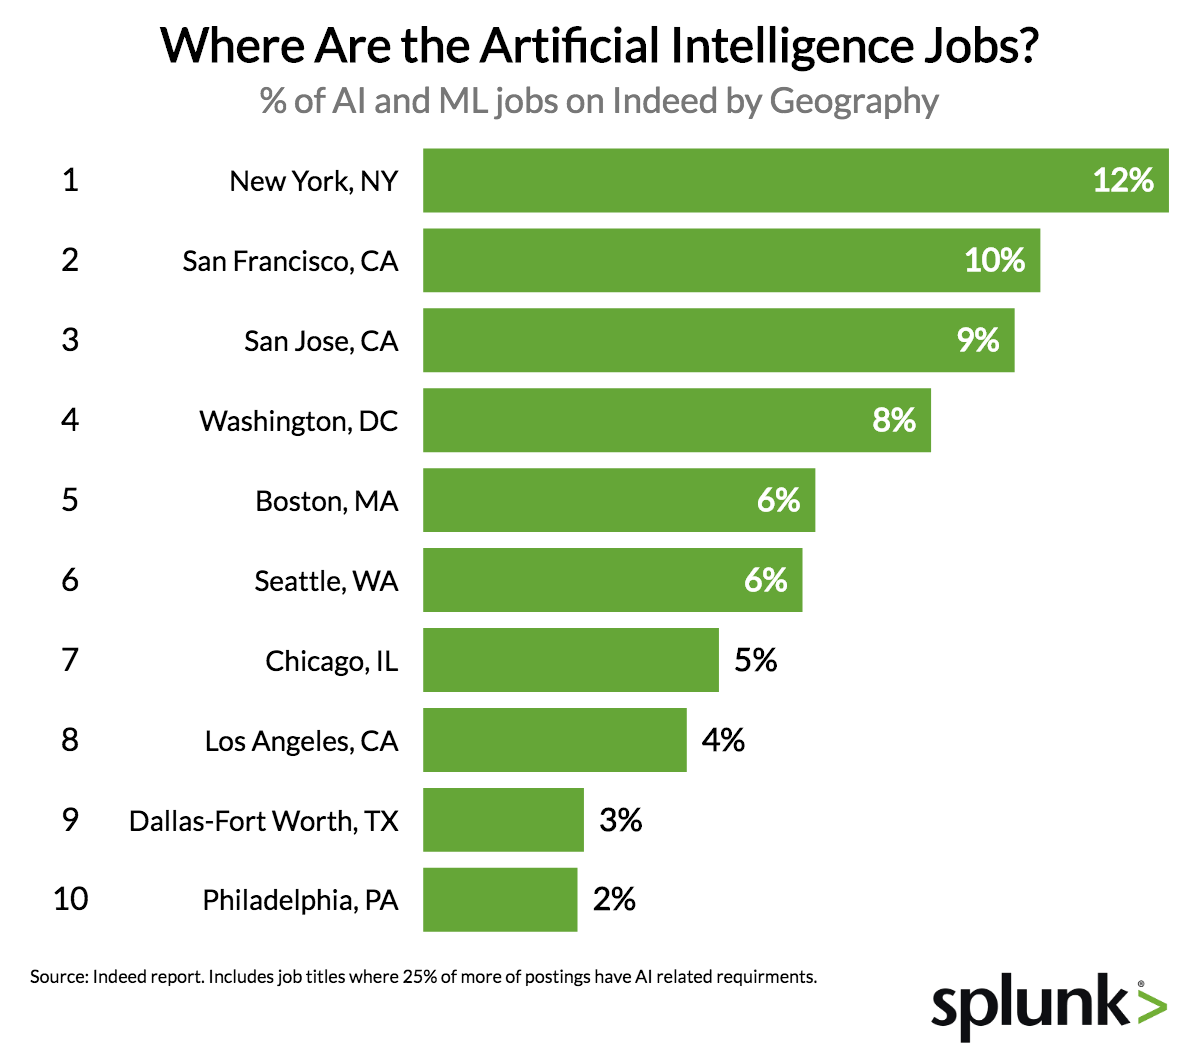 Where Are the Artificial Intelligence Jobs?
% of AI and ML jobs on Indeed by Geography
1 New York, NY 12%
2 San Francisco, CA 10%
3 San Jose, CA 9%
4 Washington, DC 8%
5 Boston, MA 6%
6 Seattle, WA 6%
7 Chicago, IL 5%
8 Los Angeles, CA 4%
9 Dallas-Fort Worth, TX 3%
10 Philadelphia, PA 2%
Source: Indeed report. Includes job titles where 25% of more of postings have AI related requirments.
splunk>®